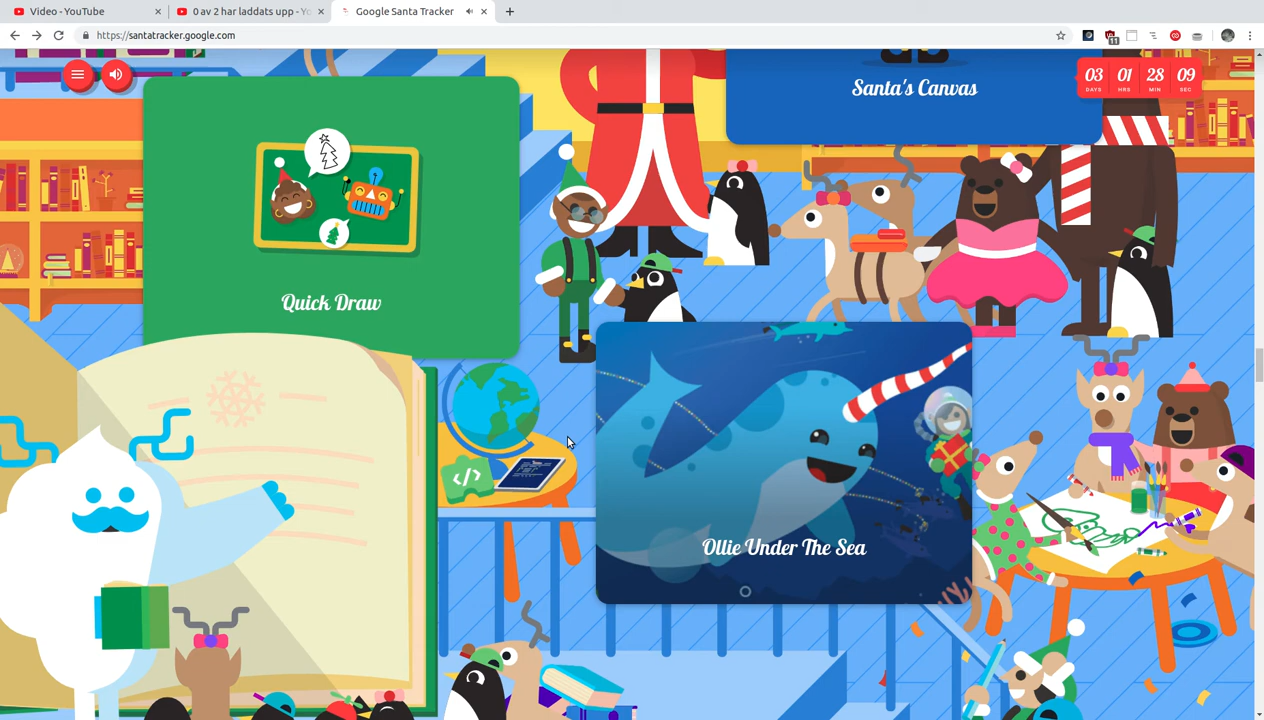 Video - YouTube
0 av 2 har laddats upp - Yo
Google Santa Tracker
https://santatracker.google.com
11
03 01 28 09
DAYS HRS MIN SEC
Santa's Canvas
Quick Draw
</>
Ollie Under The Sea